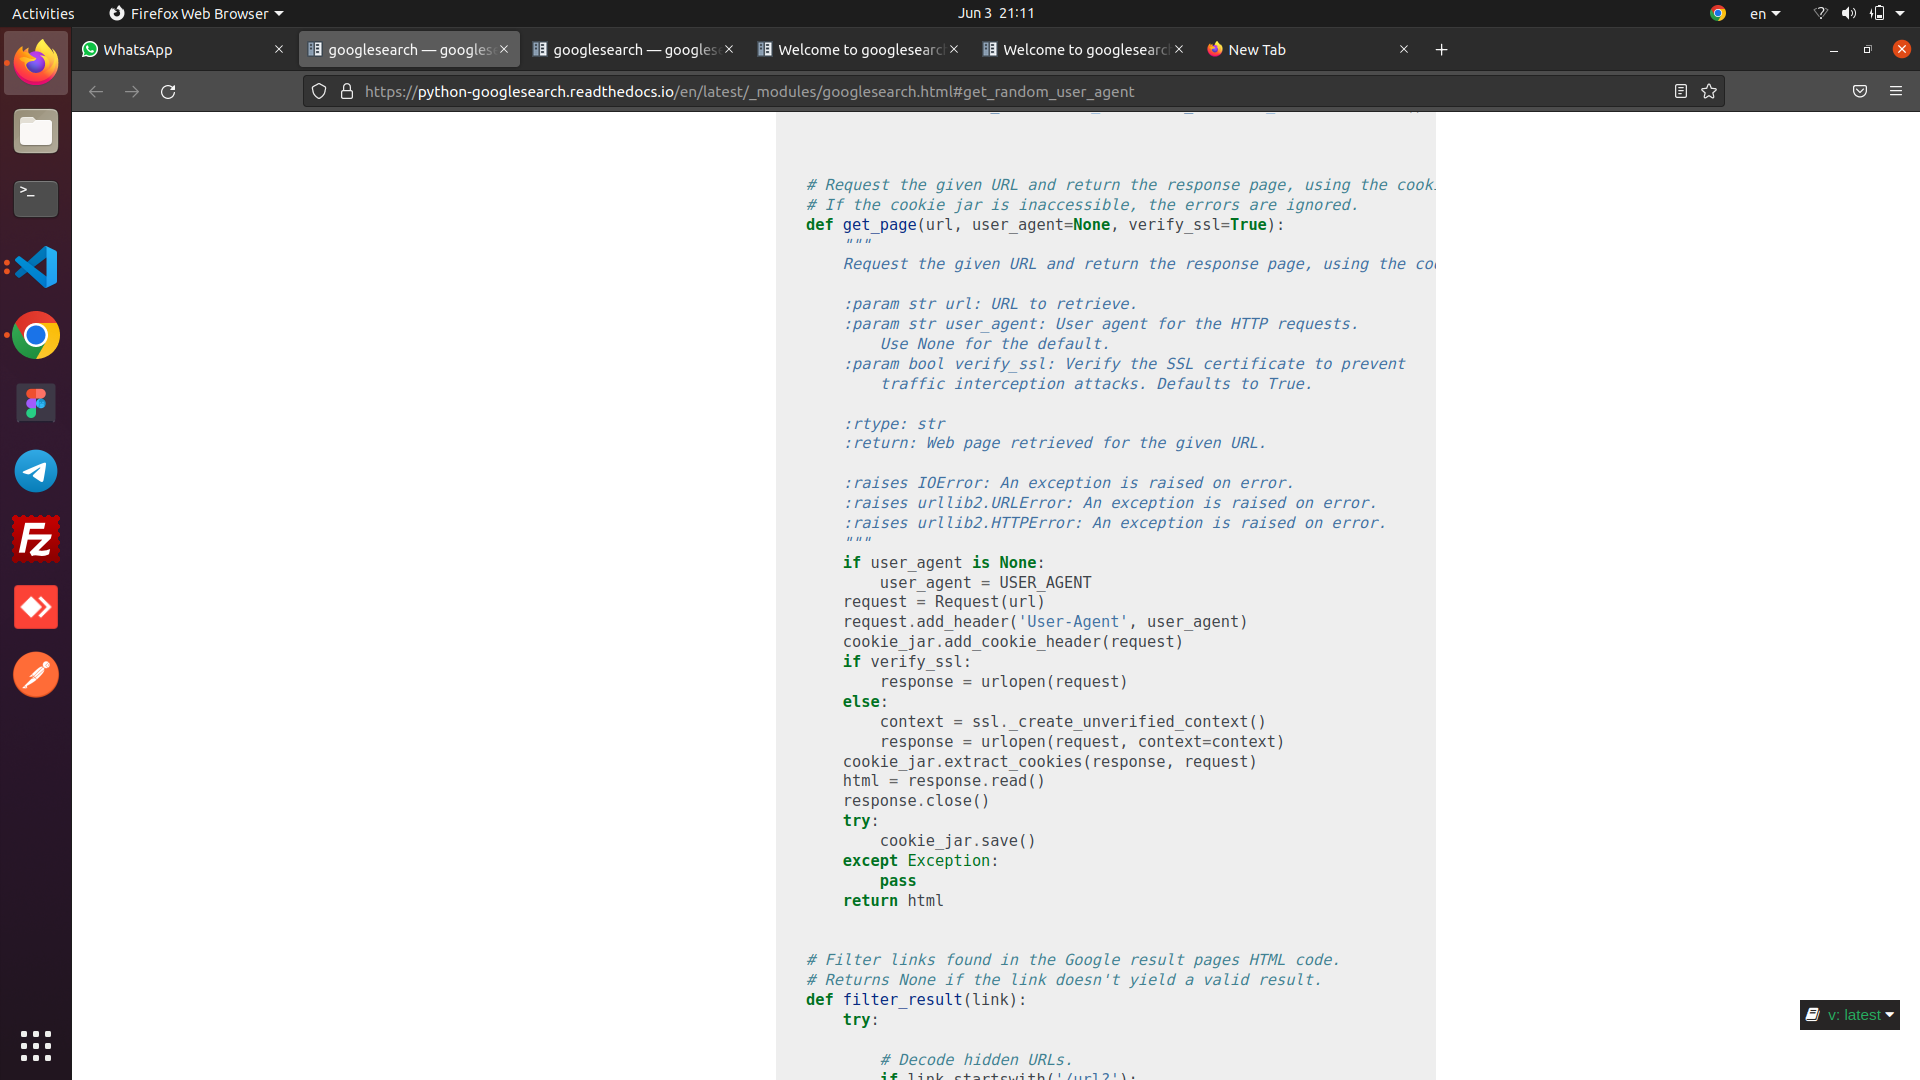 Activities
Firefox Web Browser
Jun 3 21:11
en
WhatsApp
googlesearch — googles
googlesearch — googles
Welcome to googlesearc
Welcome to googlesearc
New Tab
https://python-googlesearch.readthedocs.io/en/latest/_modules/googlesearch.html#get_random_user_agent
# Request the given URL and return the response page, using the cooki
# If the cookie jar is inaccessible, the errors are ignored.
def get_page(url, user_agent=None, verify_ssl=True):
    """
    Request the given URL and return the response page, using the coo
    :param str url: URL to retrieve.
    :param str user_agent: User agent for the HTTP requests.
        Use None for the default.
    :param bool verify_ssl: Verify the SSL certificate to prevent
        traffic interception attacks. Defaults to True.
    :rtype: str
    :return: Web page retrieved for the given URL.
    :raises IOError: An exception is raised on error.
    :raises urllib2.URLError: An exception is raised on error.
    :raises urllib2.HTTPError: An exception is raised on error.
    """
    if user_agent is None:
        user_agent = USER_AGENT
    request = Request(url)
    request.add_header('User-Agent', user_agent)
    cookie_jar.add_cookie_header(request)
    if verify_ssl:
        response = urlopen(request)
    else:
        context = ssl._create_unverified_context()
        response = urlopen(request, context=context)
    cookie_jar.extract_cookies(response, request)
    html = response.read()
    response.close()
    try:
        cookie_jar.save()
    except Exception:
        pass
    return html
# Filter links found in the Google result pages HTML code.
# Returns None if the link doesn't yield a valid result.
def filter_result(link):
    try:
        # Decode hidden URLs.
        if link.startswith('/url?'):
v: latest